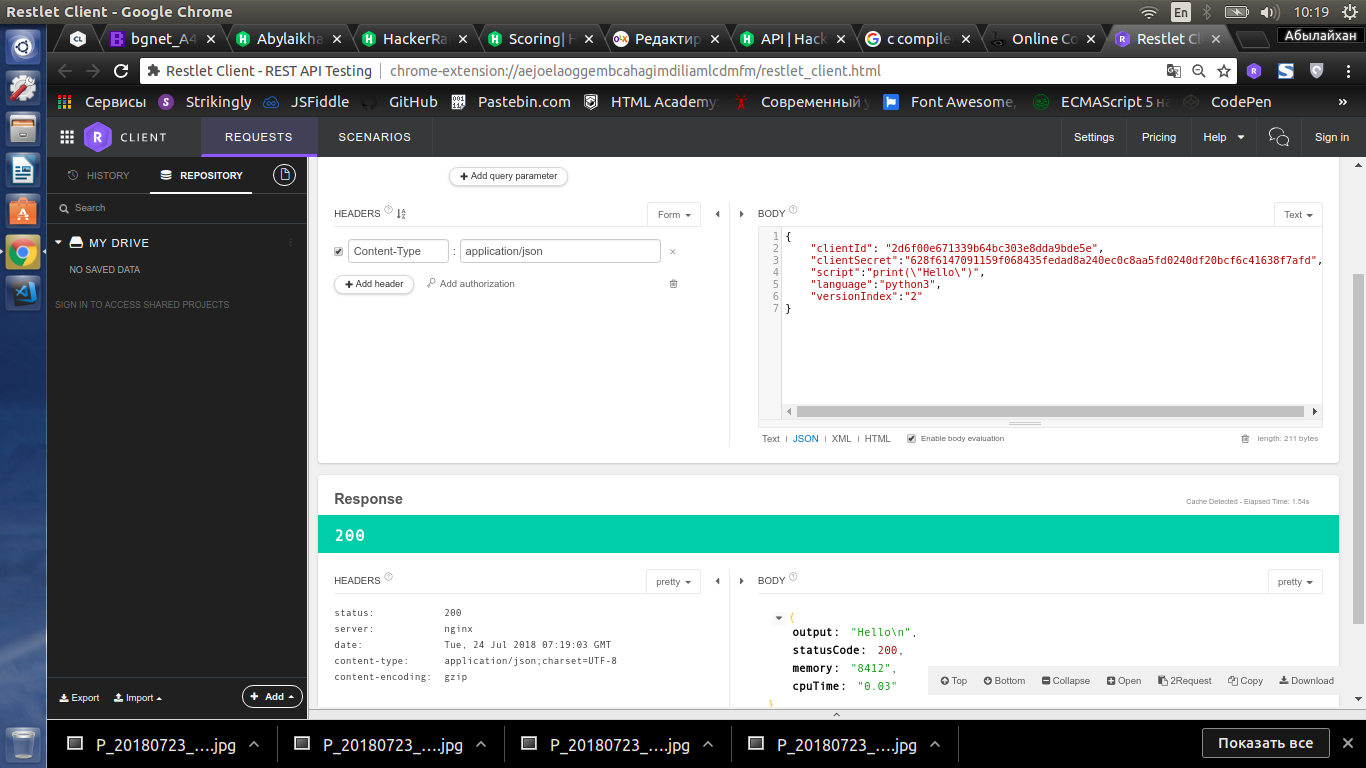 Restlet Client - Google Chrome
En
10:19
CL
bgnet_A4
Abylaikha
HackerRa
Scoring| H
Редактир
API | Hack
c compile
Online Co
Restlet Cl
Абылайхан
Restlet Client - REST API Testing
chrome-extension://aejoelaoggembcahagimdiliamlcdmfm/restlet_client.html
Сервисы
Strikingly
JSFiddle
GitHub
Pastebin.com
HTML Academy:
Современный у
Font Awesome,
ECMAScript 5 на
CodePen
»
R CLIENT
REQUESTS
SCENARIOS
Settings
Pricing
Help
Sign in
HISTORY
REPOSITORY
Search
MY DRIVE
NO SAVED DATA
SIGN IN TO ACCESS SHARED PROJECTS
Export
Import
+ Add
+ Add query parameter
HEADERS
Form
Content-Type : application/json ×
+ Add header
Add authorization
BODY
Text
1 {
2 "clientId": "2d6f00e671339b64bc303e8dda9bde5e",
3 "clientSecret":"628f6147091159f068435fedad8a240ec0c8aa5fd0240df20bcf6c41638f7afd",
4 "script":"print(\"Hello\")",
5 "language":"python3",
6 "versionIndex":"2"
7 }
Text | JSON | XML | HTML
Enable body evaluation
length: 211 bytes
Response
Cache Detected - Elapsed Time: 1.54s
200
HEADERS
pretty
status: 200
server: nginx
date: Tue, 24 Jul 2018 07:19:03 GMT
content-type: application/json;charset=UTF-8
content-encoding: gzip
BODY
pretty
{
output: "Hello\n",
statusCode: 200,
memory: "8412",
cpuTime: "0.03"
}
Top
Bottom
Collapse
Open
2Request
Copy
Download
P_20180723_....jpg
P_20180723_....jpg
P_20180723_....jpg
P_20180723_....jpg
Показать все